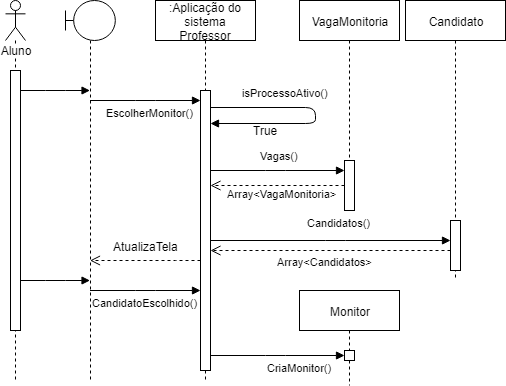 :Aplicação do
sistema
Professor
VagaMonitoria
Candidato
Aluno
isProcessoAtivo()
EscolherMonitor()
True
Vagas()
Array<VagaMonitoria>
Candidatos()
AtualizaTela
Array<Candidatos>
CandidatoEscolhido()
Monitor
CriaMonitor()